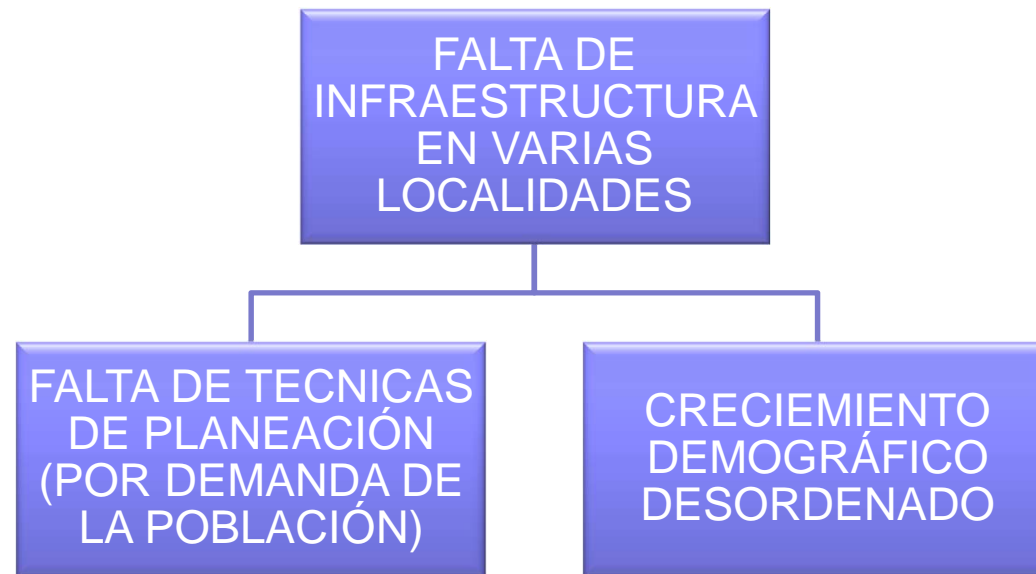 FALTA DE
INFRAESTRUCTURA
EN VARIAS
LOCALIDADES
FALTA DE TECNICAS
DE PLANEACIÓN
(POR DEMANDA DE
LA POBLACIÓN)
CRECIEMIENTO
DEMOGRÁFICO
DESORDENADO